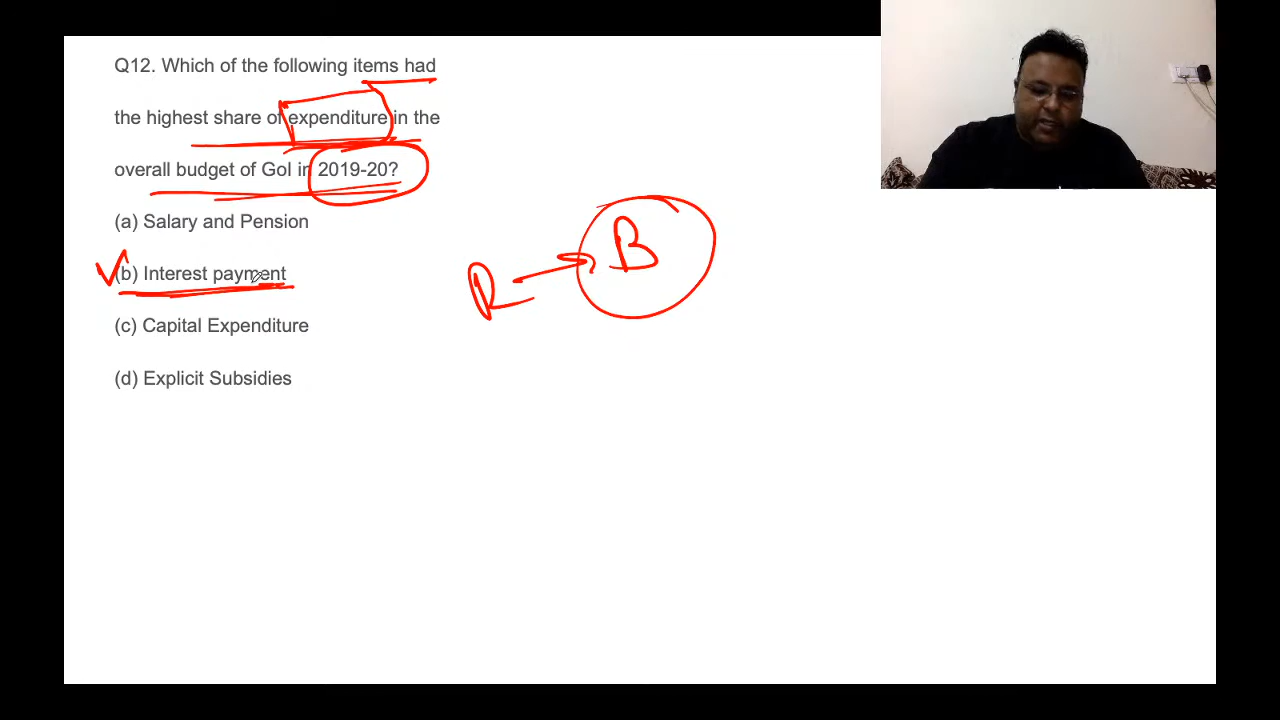 Q12. Which of the following items had
the highest share of expenditure in the
overall budget of GoI in 2019-20?
(a) Salary and Pension
(b) Interest payment
(c) Capital Expenditure
(d) Explicit Subsidies
R
B